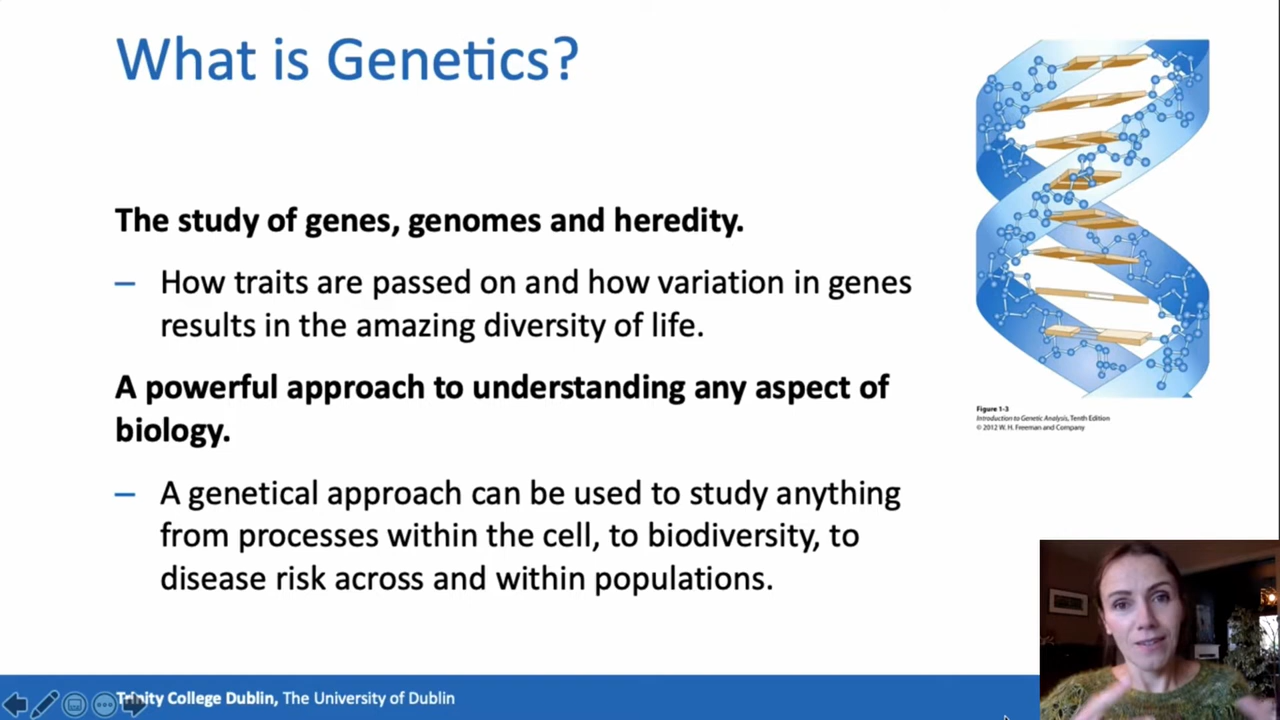 What is Genetics?
The study of genes, genomes and heredity.
– How traits are passed on and how variation in genes
results in the amazing diversity of life.
A powerful approach to understanding any aspect of
biology.
– A genetical approach can be used to study anything
from processes within the cell, to biodiversity, to
disease risk across and within populations.
Figure 1-3
Introduction to Genetic Analysis, Tenth Edition
© 2012 W. H. Freeman and Company
Trinity College Dublin, The University of Dublin